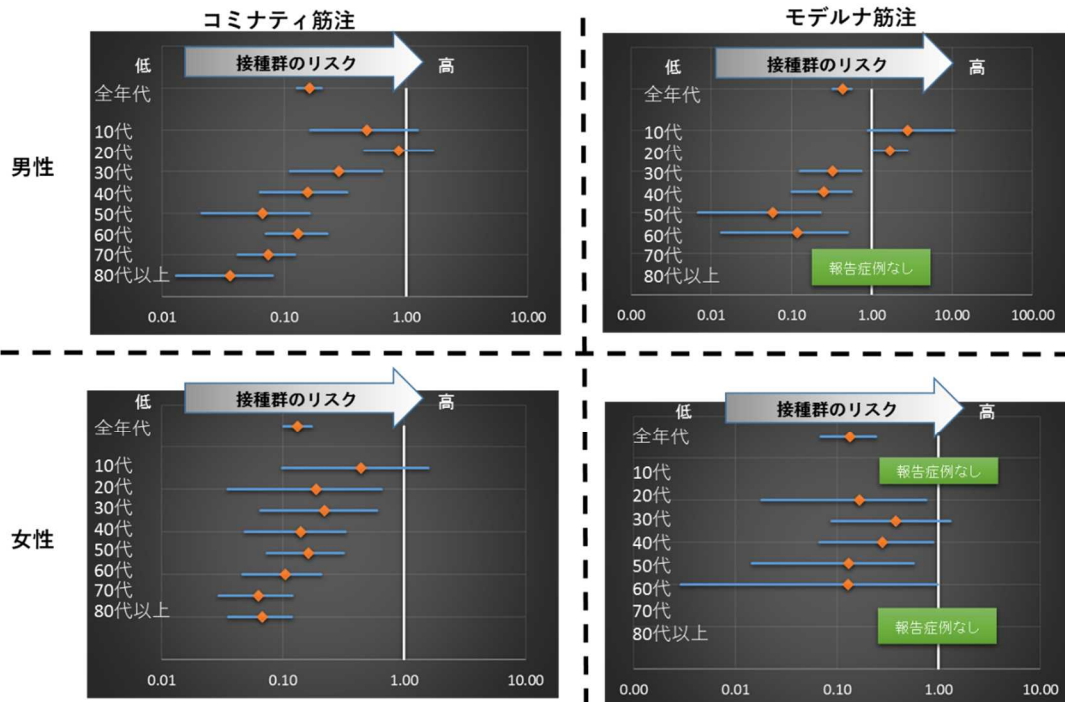 コミナティ筋注
モデルナ筋注
男性
低
接種群のリスク
高
全年代
10代
20代
30代
40代
50代
60代
70代
80代以上
0.01
0.10
1.00
10.00
低
接種群のリスク
高
全年代
10代
20代
30代
40代
50代
60代
70代
80代以上
報告症例なし
0.00
0.01
0.10
1.00
10.00
100.00
女性
低
接種群のリスク
高
全年代
10代
20代
30代
40代
50代
60代
70代
80代以上
0.01
0.10
1.00
10.00
低
接種群のリスク
高
全年代
10代
報告症例なし
20代
30代
40代
50代
60代
70代
80代以上
報告症例なし
0.00
0.01
0.10
1.00
10.00